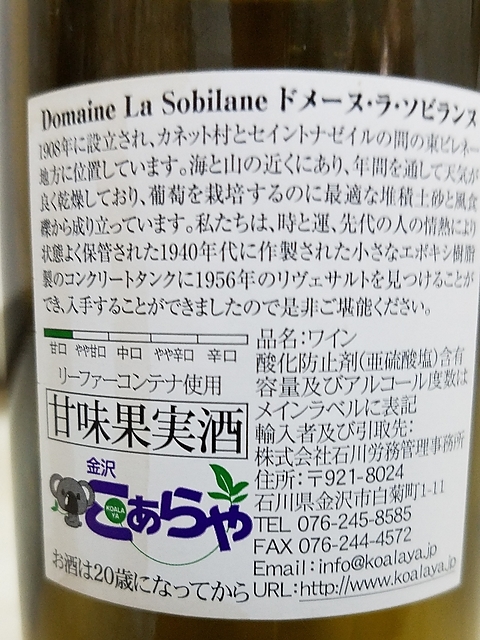 Domaine La Sobilane ドメーヌ・ラ・ソビランヌ
1908年に設立され、カネット村とセイントナゼイルの間の東ピレネー
地方に位置しています。海と山の近くにあり、年間を通して天気が
良く乾燥しており、葡萄を栽培するのに最適な堆積土砂と風食
礫から成り立っています。私たちは、時と運、先代の人の情熱により
状態よく保管された1940年代に作製された小さなエポキシ樹脂
製のコンクリートタンクに1956年のリヴェサルトを見つけることが
でき、入手することができましたので是非ご堪能ください。
甘口 やや甘口 中口 やや辛口 辛口
リーファーコンテナ使用
甘味果実酒
金沢
こあらや
KOALA
YA
お酒は20歳になってから
品名:ワイン
酸化防止剤(亜硫酸塩)含有
容量及びアルコール度数は
メインラベルに表記
輸入者及び引取先:
株式会社石川労務管理事務所
住所:〒921-8024
石川県金沢市白菊町1-11
TEL 076-245-8585
FAX 076-244-4572
Email:info@koalaya.jp
URL:http://www.koalaya.jp